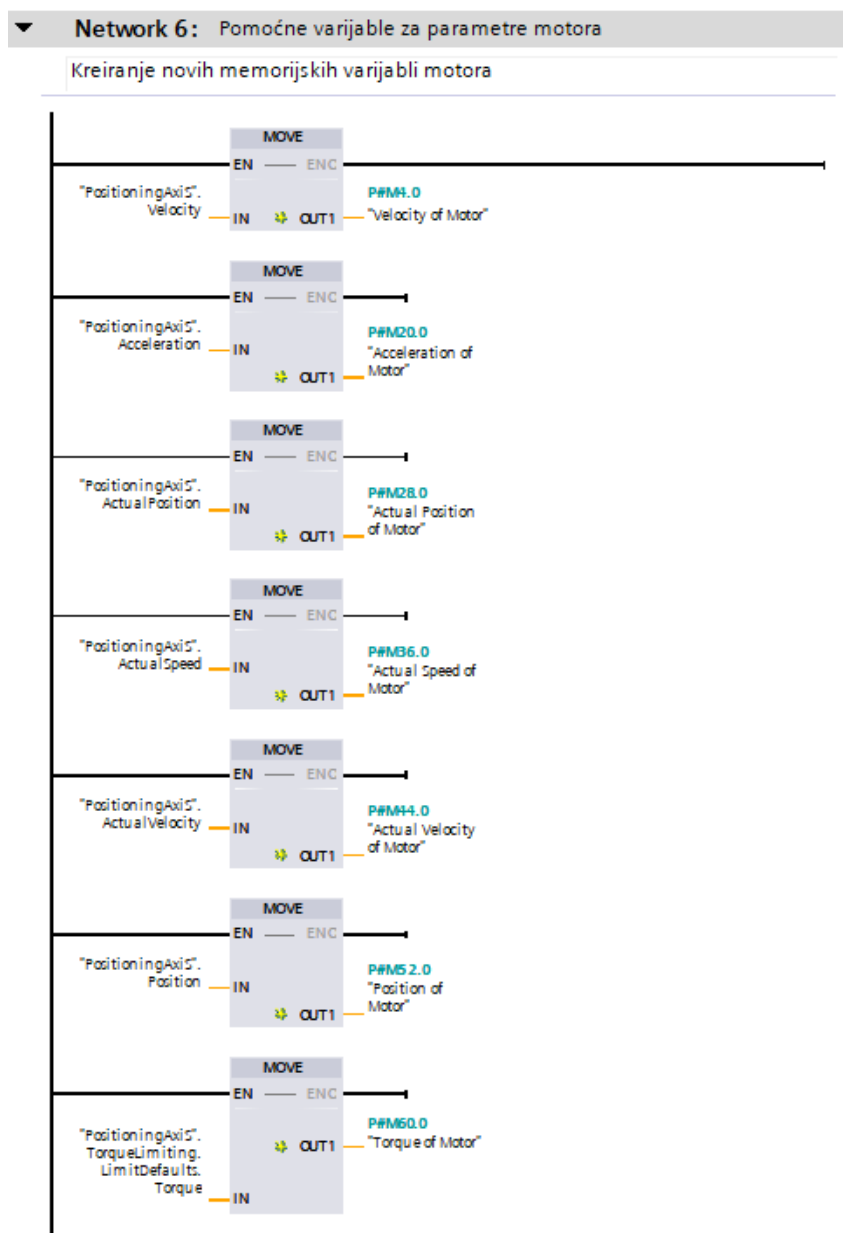 Network 6: Pomoćne varijable za parametre motora
Kreiranje novih memorijskih varijabli motora
MOVE
EN ENO
"PositioningAxiS".
Velocity
IN
OUT1
P#M4.0
"Velocity of Motor"
MOVE
EN ENO
"PositioningAxiS".
Acceleration
IN
OUT1
P#M20.0
"Acceleration of
Motor"
MOVE
EN ENO
"PositioningAxiS".
ActualPosition
IN
OUT1
P#M28.0
"Actual Position
of Motor"
MOVE
EN ENO
"PositioningAxiS".
ActualSpeed
IN
OUT1
P#M36.0
"Actual Speed of
Motor"
MOVE
EN ENO
"PositioningAxiS".
ActualVelocity
IN
OUT1
P#M44.0
"Actual Velocity
of Motor"
MOVE
EN ENO
"PositioningAxiS".
Position
IN
OUT1
P#M52.0
"Position of
Motor"
MOVE
EN ENO
"PositioningAxiS".
TorqueLimiting.
LimitDefaults.
Torque
IN
OUT1
P#M60.0
"Torque of Motor"